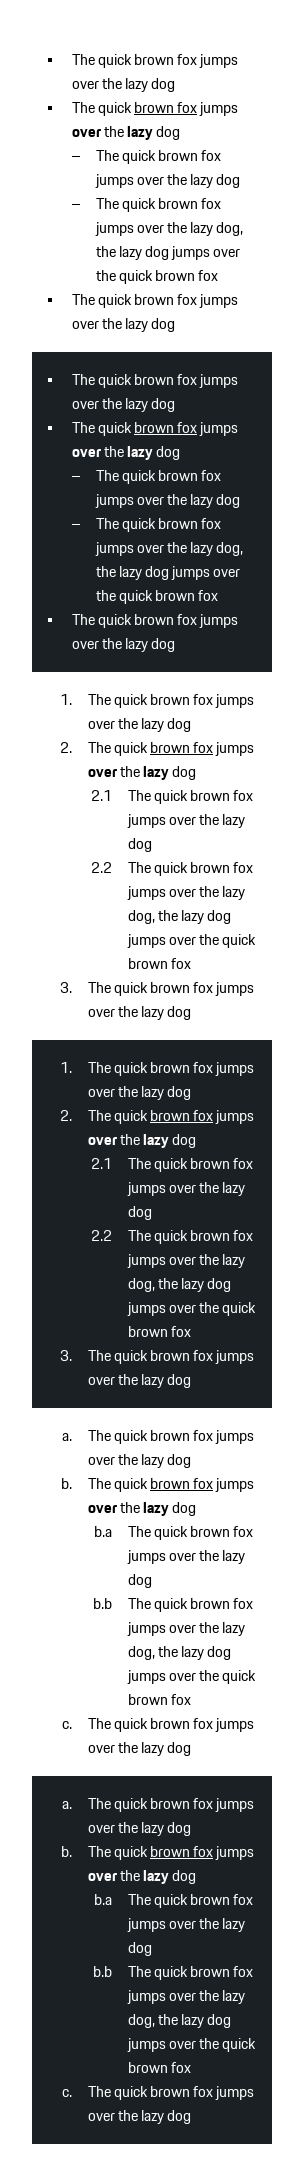 ▪ The quick brown fox jumps
over the lazy dog
▪ The quick brown fox jumps
over the lazy dog
– The quick brown fox
jumps over the lazy dog
– The quick brown fox
jumps over the lazy dog,
the lazy dog jumps over
the quick brown fox
▪ The quick brown fox jumps
over the lazy dog
▪ The quick brown fox jumps
over the lazy dog
▪ The quick brown fox jumps
over the lazy dog
– The quick brown fox
jumps over the lazy dog
– The quick brown fox
jumps over the lazy dog,
the lazy dog jumps over
the quick brown fox
▪ The quick brown fox jumps
over the lazy dog
1. The quick brown fox jumps
over the lazy dog
2. The quick brown fox jumps
over the lazy dog
2.1 The quick brown fox
jumps over the lazy
dog
2.2 The quick brown fox
jumps over the lazy
dog, the lazy dog
jumps over the quick
brown fox
3. The quick brown fox jumps
over the lazy dog
1. The quick brown fox jumps
over the lazy dog
2. The quick brown fox jumps
over the lazy dog
2.1 The quick brown fox
jumps over the lazy
dog
2.2 The quick brown fox
jumps over the lazy
dog, the lazy dog
jumps over the quick
brown fox
3. The quick brown fox jumps
over the lazy dog
a. The quick brown fox jumps
over the lazy dog
b. The quick brown fox jumps
over the lazy dog
b.a The quick brown fox
jumps over the lazy
dog
b.b The quick brown fox
jumps over the lazy
dog, the lazy dog
jumps over the quick
brown fox
c. The quick brown fox jumps
over the lazy dog
a. The quick brown fox jumps
over the lazy dog
b. The quick brown fox jumps
over the lazy dog
b.a The quick brown fox
jumps over the lazy
dog
b.b The quick brown fox
jumps over the lazy
dog, the lazy dog
jumps over the quick
brown fox
c. The quick brown fox jumps
over the lazy dog